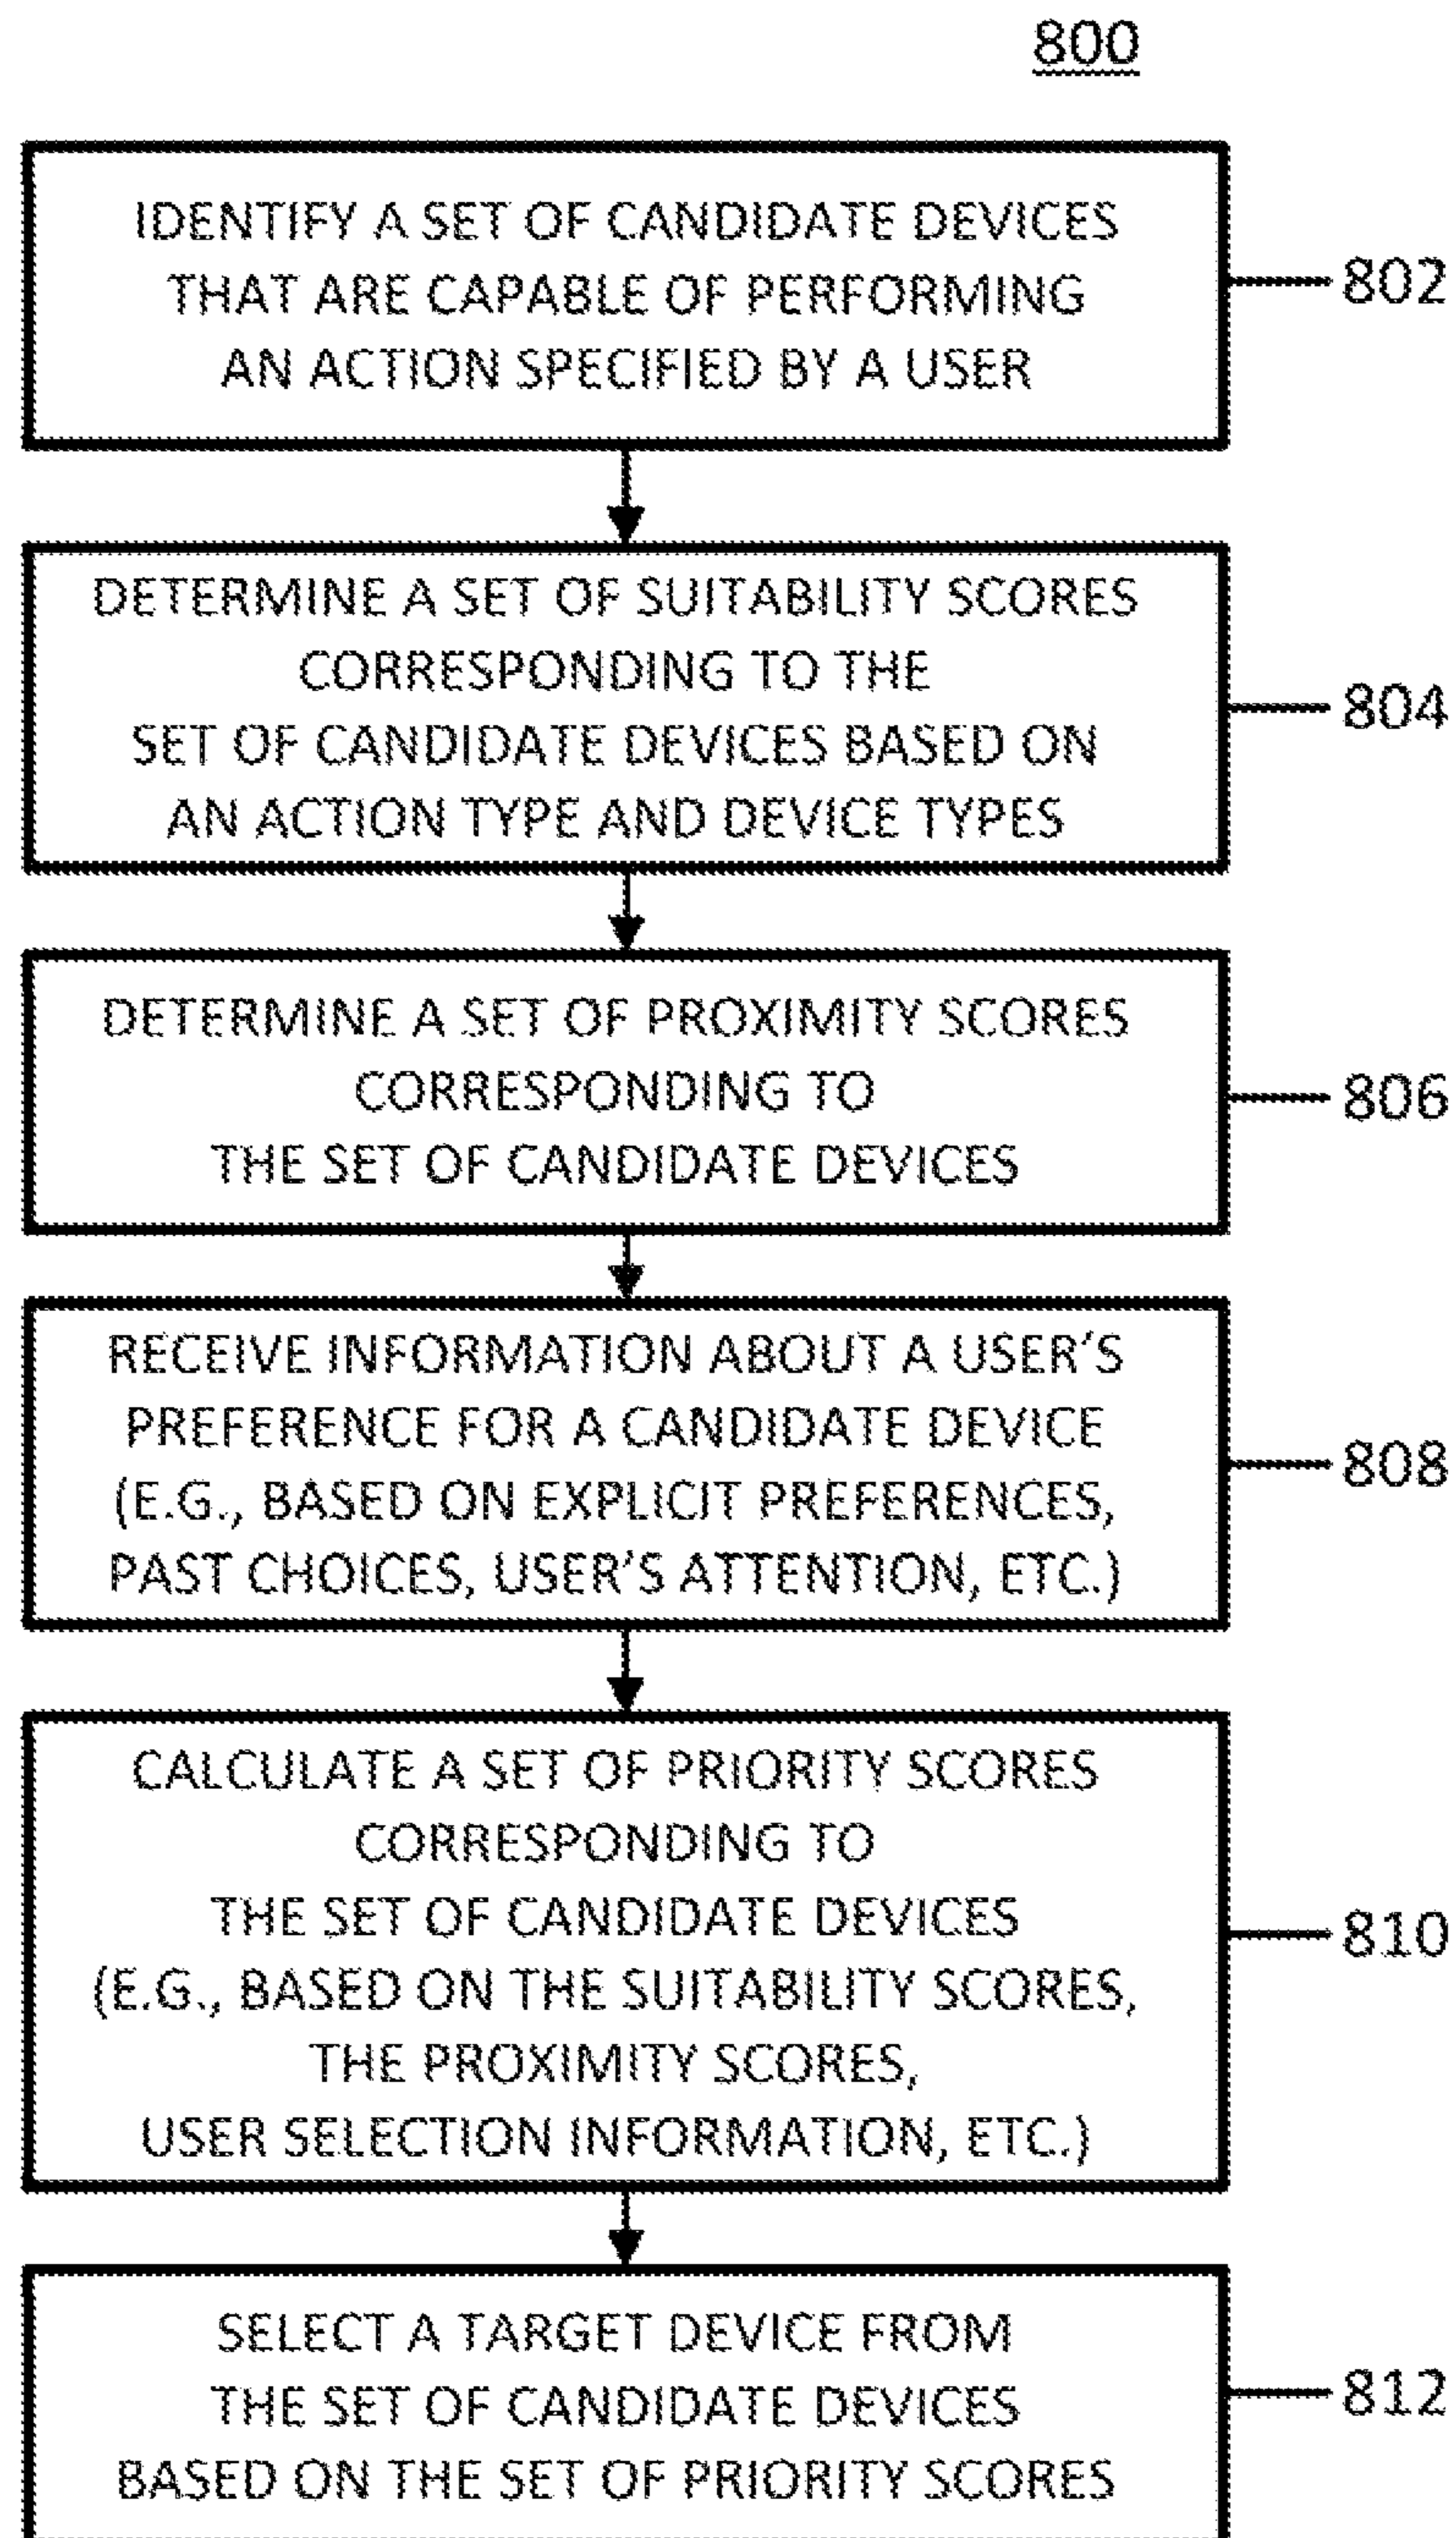 800
IDENTIFY A SET OF CANDIDATE DEVICES
THAT ARE CAPABLE OF PERFORMING
AN ACTION SPECIFIED BY A USER
802
DETERMINE A SET OF SUITABILITY SCORES
CORRESPONDING TO THE
SET OF CANDIDATE DEVICES BASED ON
AN ACTION TYPE AND DEVICE TYPES
804
DETERMINE A SET OF PROXIMITY SCORES
CORRESPONDING TO
THE SET OF CANDIDATE DEVICES
806
RECEIVE INFORMATION ABOUT A USER'S
PREFERENCE FOR A CANDIDATE DEVICE
(E.G., BASED ON EXPLICIT PREFERENCES,
PAST CHOICES, USER'S ATTENTION, ETC.)
808
CALCULATE A SET OF PRIORITY SCORES
CORRESPONDING TO
THE SET OF CANDIDATE DEVICES
(E.G., BASED ON THE SUITABILITY SCORES,
THE PROXIMITY SCORES,
USER SELECTION INFORMATION, ETC.)
810
SELECT A TARGET DEVICE FROM
THE SET OF CANDIDATE DEVICES
BASED ON THE SET OF PRIORITY SCORES
812